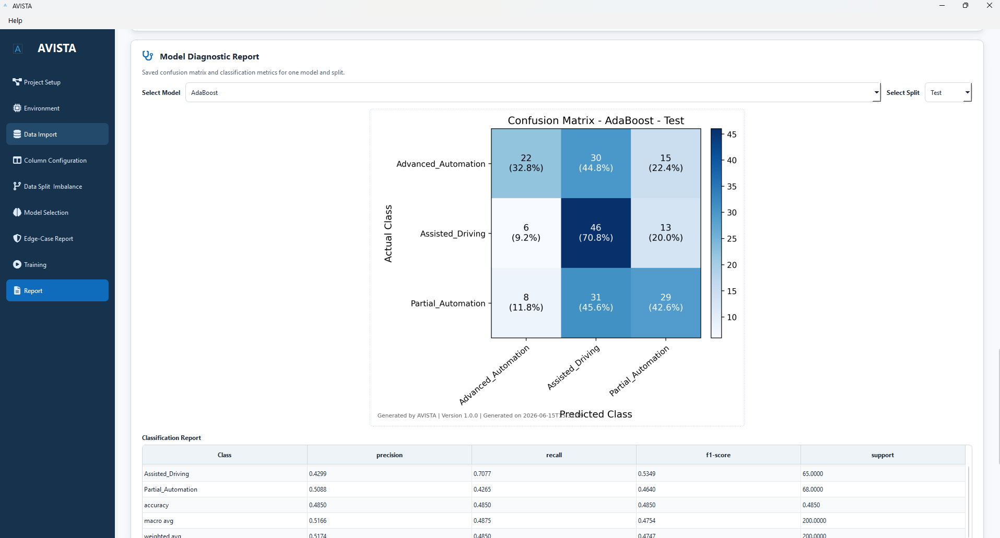 AVISTA
Help
AVISTA
Project Setup
Environment
Data Import
Column Configuration
Data Split Imbalance
Model Selection
Edge-Case Report
Training
Report
Model Diagnostic Report
Saved confusion matrix and classification metrics for one model and split.
Select Model AdaBoost Select Split Test
Confusion Matrix - AdaBoost - Test
Actual Class
Advanced_Automation 22 30 15
(32.8%) (44.8%) (22.4%)
Assisted_Driving 6 46 13
(9.2%) (70.8%) (20.0%)
Partial_Automation 8 31 29
(11.8%) (45.6%) (42.6%)
45
40
35
30
25
20
15
10
Advanced_Automation Assisted_Driving Partial_Automation
Predicted Class
Generated by AVISTA | Version 1.0.0 | Generated on
Classification Report
Class precision recall f1-score support
Assisted_Driving 0.4299 0.7077 0.5349 65.0000
Partial_Automation 0.5088 0.4265 0.4640 68.0000
accuracy 0.4850 0.4850 0.4850 0.4850
macro avg 0.5166 0.4875 0.4754 200.0000
weighted avg 0.5174 0.4850 0.4747 200.0000